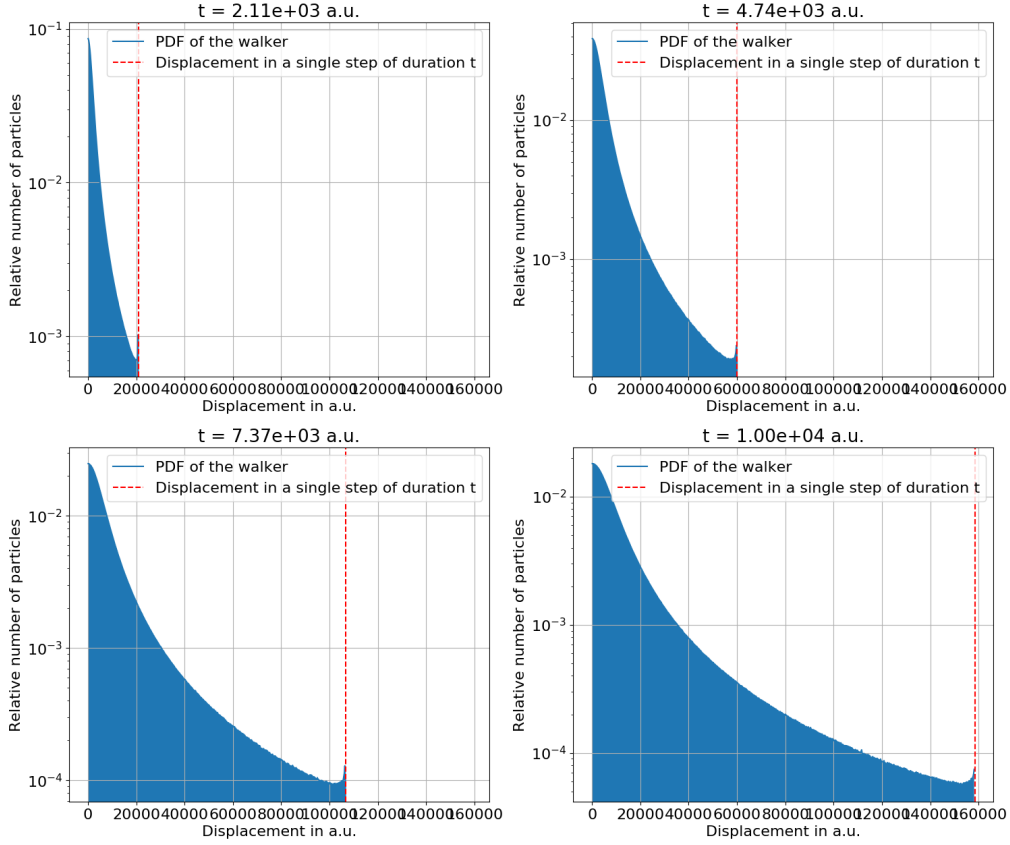 t = 2.11e+03 a.u.
PDF of the walker
Displacement in a single step of duration t
Relative number of particles
10⁻¹
10⁻²
10⁻³
0 20000 40000 60000 80000 100000 120000 140000 160000
Displacement in a.u.
t = 4.74e+03 a.u.
PDF of the walker
Displacement in a single step of duration t
Relative number of particles
10⁻²
10⁻³
0 20000 40000 60000 80000 100000 120000 140000 160000
Displacement in a.u.
t = 7.37e+03 a.u.
PDF of the walker
Displacement in a single step of duration t
Relative number of particles
10⁻²
10⁻³
10⁻⁴
0 20000 40000 60000 80000 100000 120000 140000 160000
Displacement in a.u.
t = 1.00e+04 a.u.
PDF of the walker
Displacement in a single step of duration t
Relative number of particles
10⁻²
10⁻³
10⁻⁴
0 20000 40000 60000 80000 100000 120000 140000 160000
Displacement in a.u.